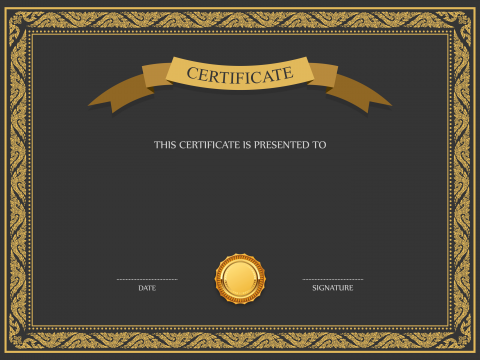 CERTIFICATE
THIS CERTIFICATE IS PRESENTED TO
DATE
SIGNATURE